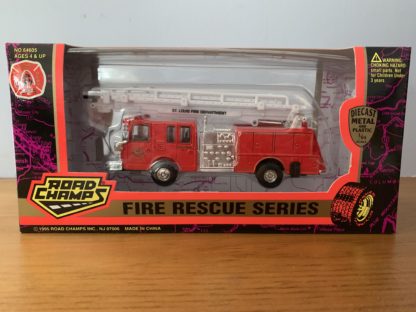 NO. 64605
AGES 4 & UP
⚠WARNING:
CHOKING HAZARD
small parts. Not
for Children Under
3 years.
ST. LOUIS FIRE DEPARTMENT
DIECAST
METAL
& PLASTIC
ROAD
CHAMPS
FIRE RESCUE SERIES
© 1995 ROAD CHAMPS INC., NJ 07006 MADE IN CHINA